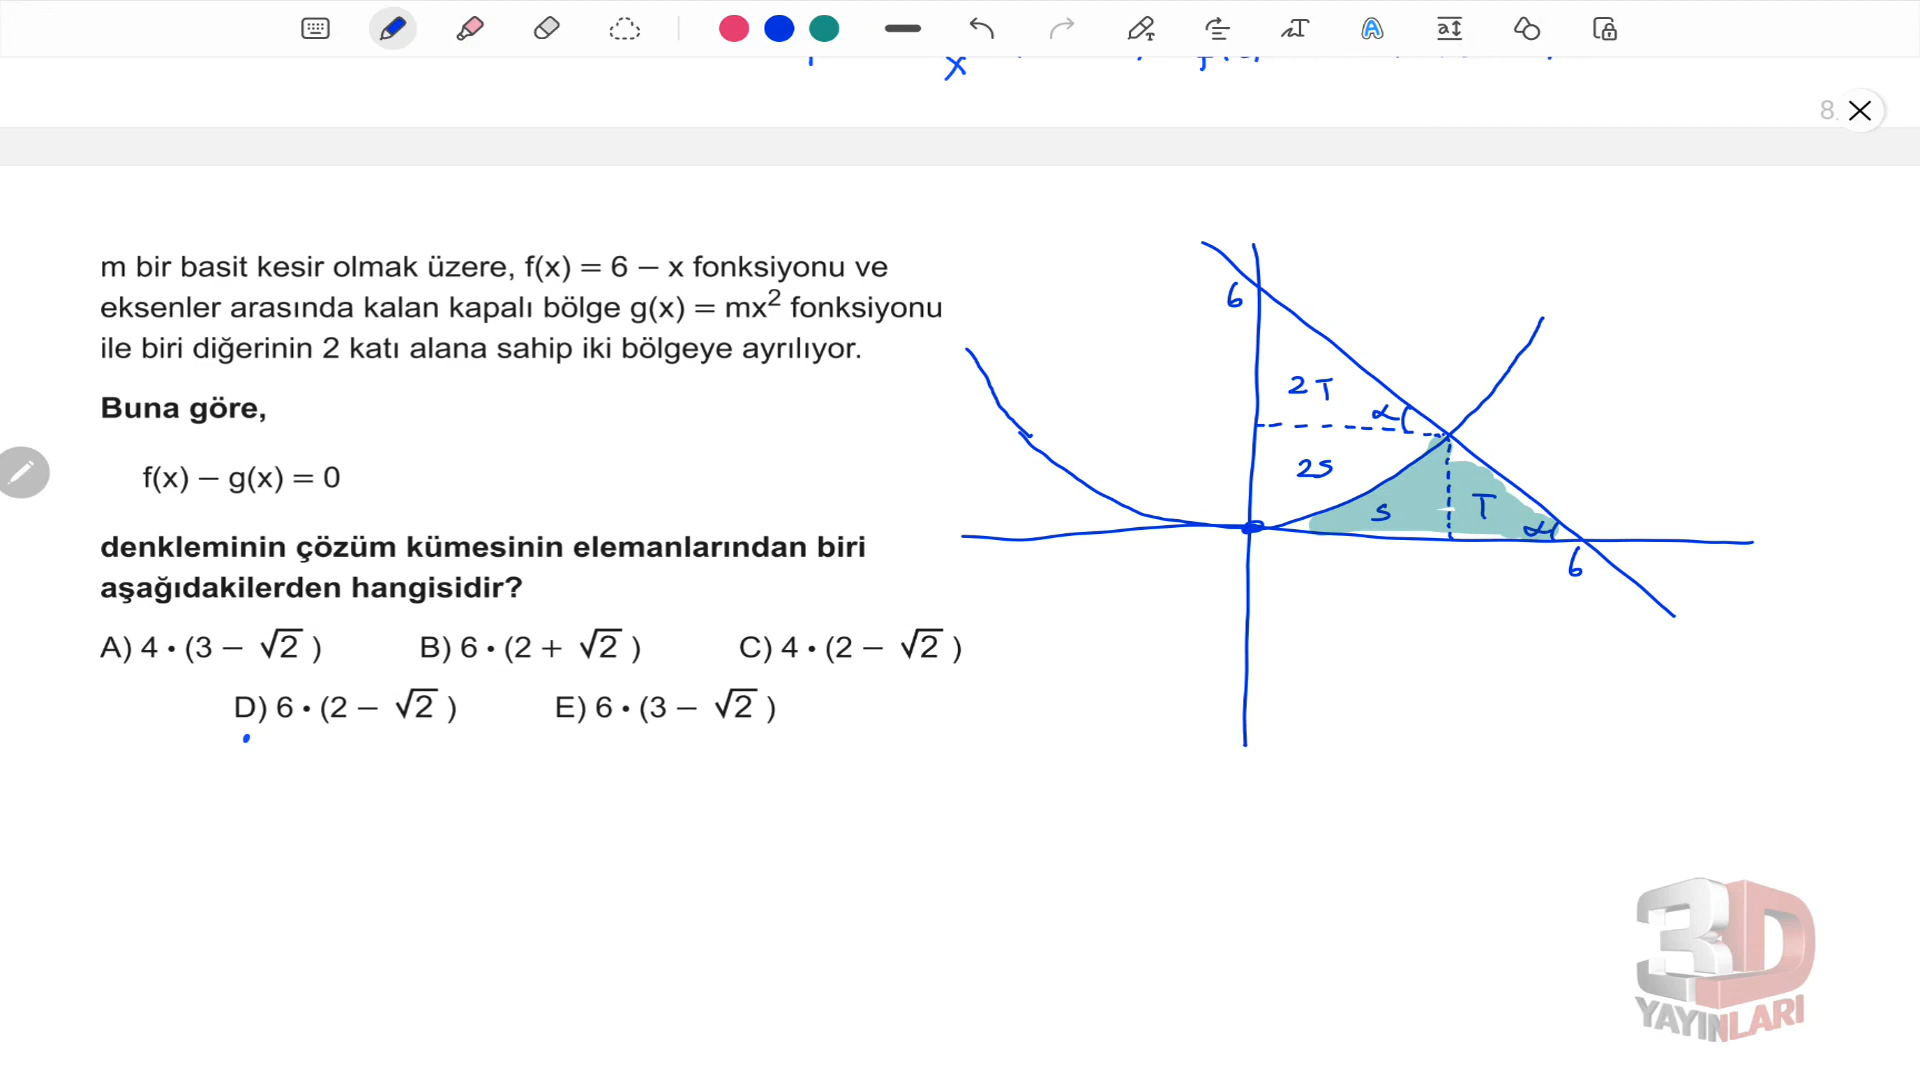 x
8.
m bir basit kesir olmak üzere, f(x) = 6 − x fonksiyonu ve
eksenler arasında kalan kapalı bölge g(x) = mx² fonksiyonu
ile biri diğerinin 2 katı alana sahip iki bölgeye ayrılıyor.
Buna göre,
f(x) − g(x) = 0
denkleminin çözüm kümesinin elemanlarından biri
aşağıdakilerden hangisidir?
A) 4 • (3 − √2 ) B) 6 • (2 + √2 ) C) 4 • (2 − √2 )
D) 6 • (2 − √2 ) E) 6 • (3 − √2 )
6
2T
α
2S
S
T
α
6
3D
YAYINLARI